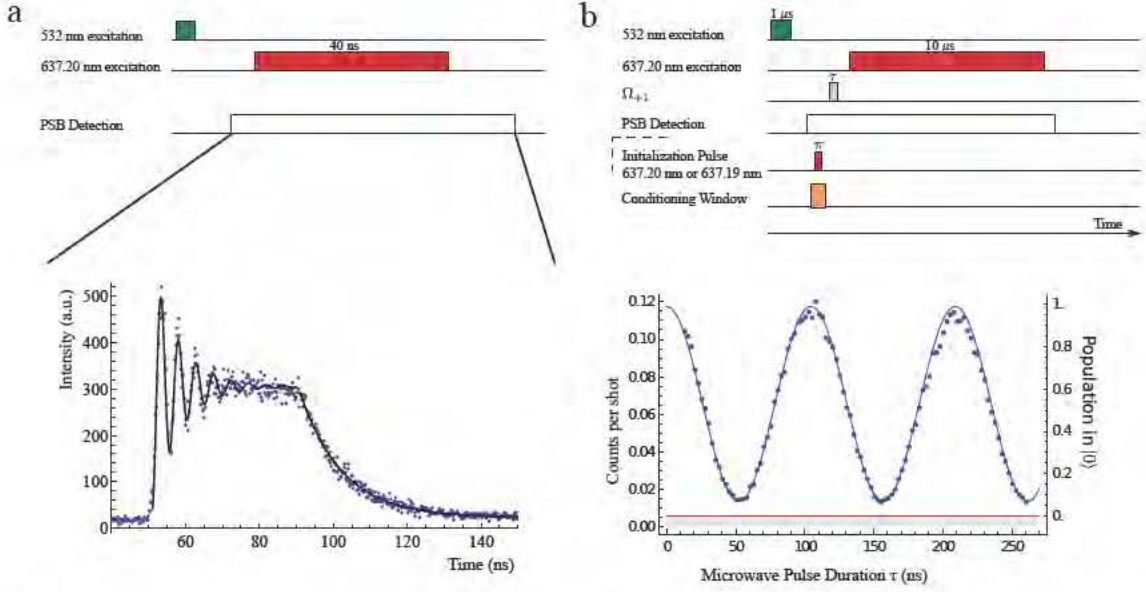 a
532 nm excitation
40 ns
637.20 nm excitation
PSB Detection
500
400
300
200
100
0
Intensity (a.u.)
60
80
100
120
140
Time (ns)
b
1 μs
532 nm excitation
10 μs
637.20 nm excitation
τ
Ω+1
PSB Detection
π
Initialization Pulse
637.20 nm or 637.19 nm
Conditioning Window
Time
0.12
0.10
0.08
0.06
0.04
0.02
0.00
Counts per shot
1.
0.8
0.6
0.4
0.2
0.
Population in |0⟩
0
50
100
150
200
250
Microwave Pulse Duration τ (ns)